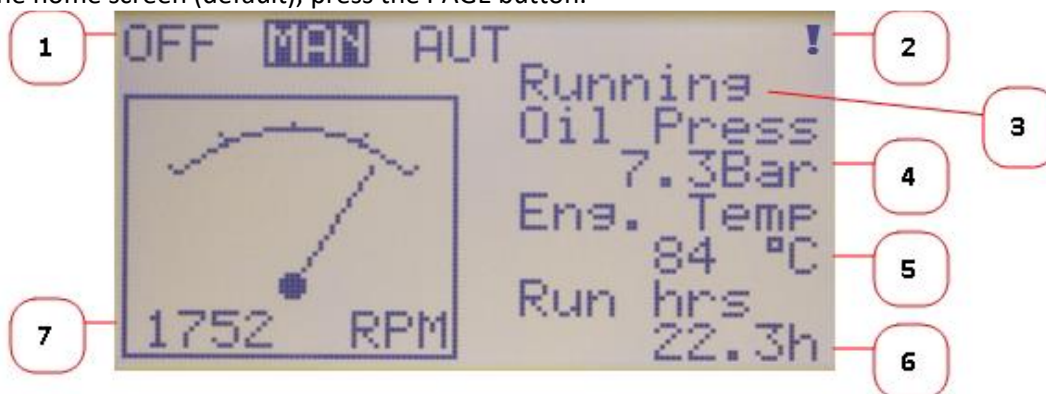 he home screen (default), press the PAGE button.
1
OFF MAN AUT !
2
Running
3
Oil Press
7.3Bar
4
Eng. Temp
84 °C
5
Run hrs
22.3h
6
7
1752 RPM